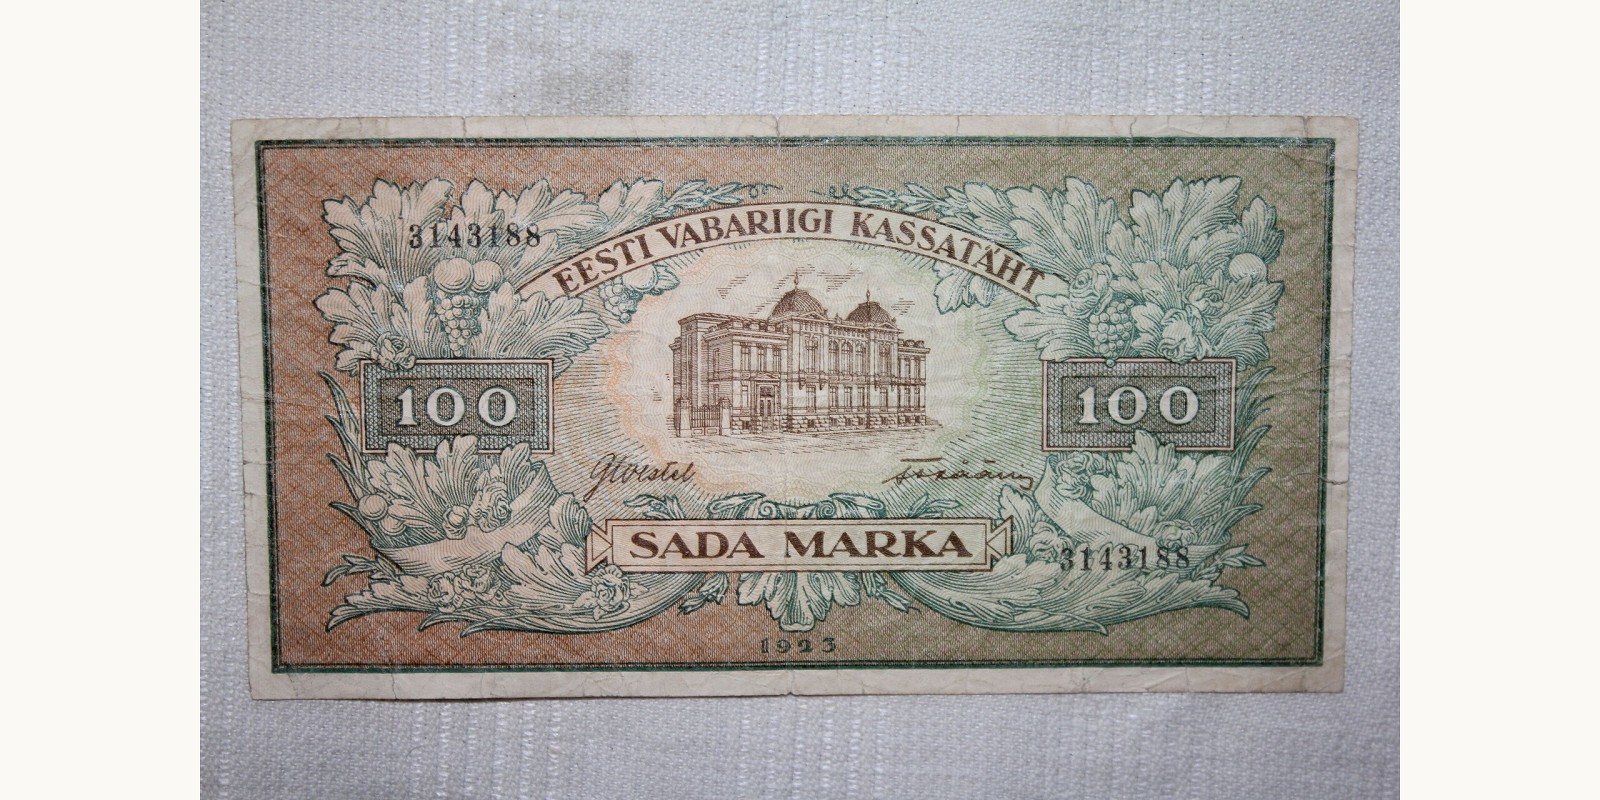 3143188
EESTI VABARIIGI KASSATÄHT
100
100
SADA MARKA
3143188
1923